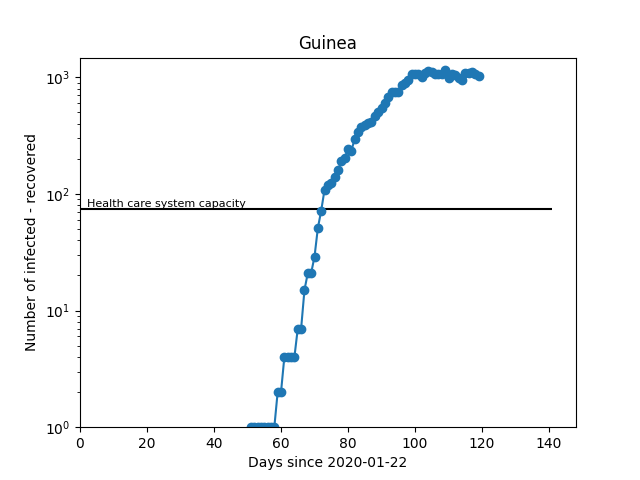 Guinea
Number of infected - recovered
10³
10²
10¹
10⁰
Health care system capacity
0 20 40 60 80 100 120 140
Days since 2020-01-22